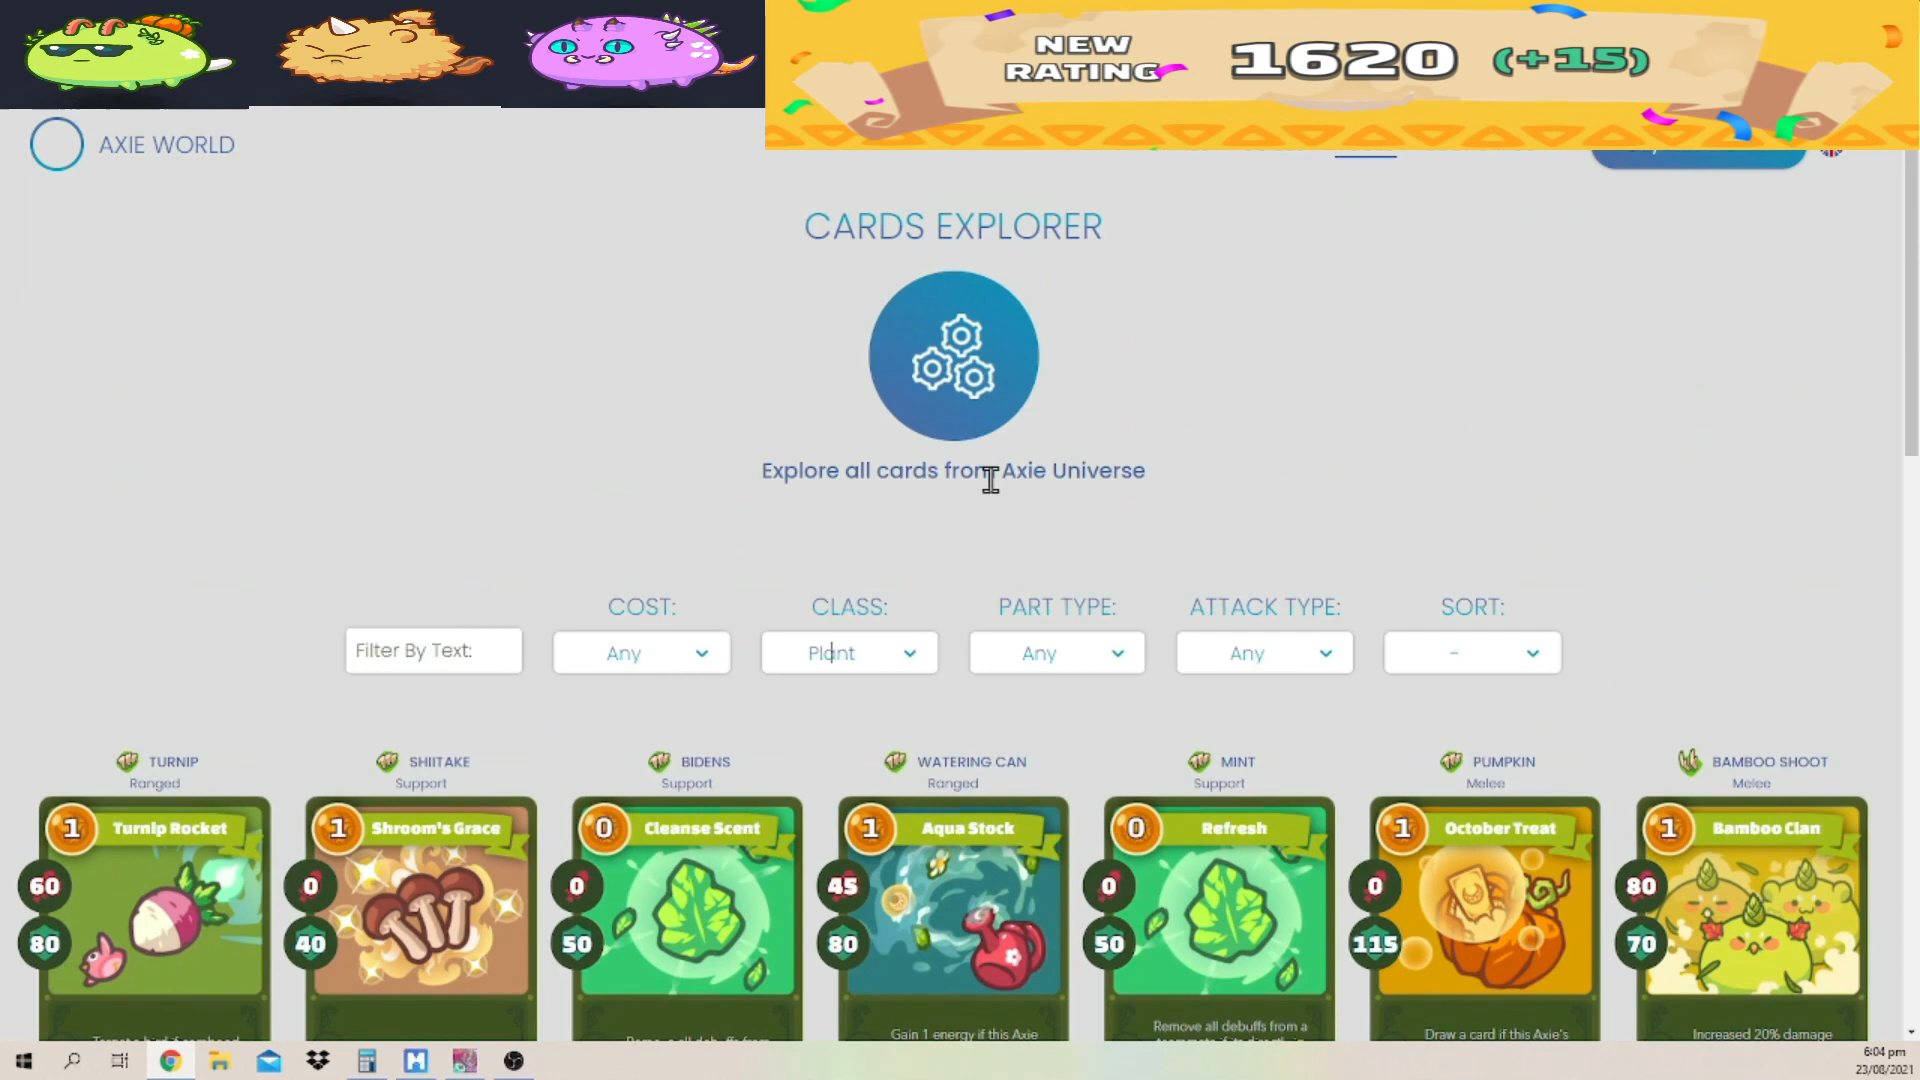 NEW
RATING
1620 (+15)
AXIE WORLD
CARDS EXPLORER
Explore all cards from Axie Universe
COST:
CLASS:
PART TYPE:
ATTACK TYPE:
SORT:
Filter By Text:
Any
Plant
Any
Any
-
TURNIP
Ranged
SHIITAKE
Support
BIDENS
Support
WATERING CAN
Ranged
MINT
Support
PUMPKIN
Melee
BAMBOO SHOOT
Melee
1 Turnip Rocket
60
80
1 Shroom's Grace
0
40
0 Cleanse Scent
0
50
Remove all debuffs from
1 Aqua Stock
45
80
Gain 1 energy if this Axie
0 Refresh
0
50
Remove all debuffs from a
1 October Treat
0
115
Draw a card if this Axie's
1 Bamboo Clan
80
70
Increased 20% damage
6:04 pm
23/08/2021